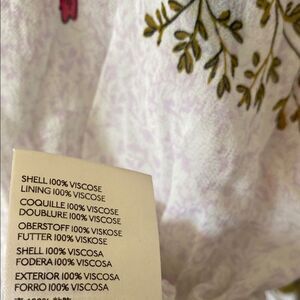 SHELL 100% VISCOSE
LINING 100% VISCOSE
COQUILLE 100% VISCOSE
DOUBLURE 100% VISCOSE
OBERSTOFF 100% VISKOSE
FUTTER 100% VISKOSE
SHELL 100% VISCOSA
FODERA 100% VISCOSA
EXTERIOR 100% VISCOSA
FORRO 100% VISCOSA